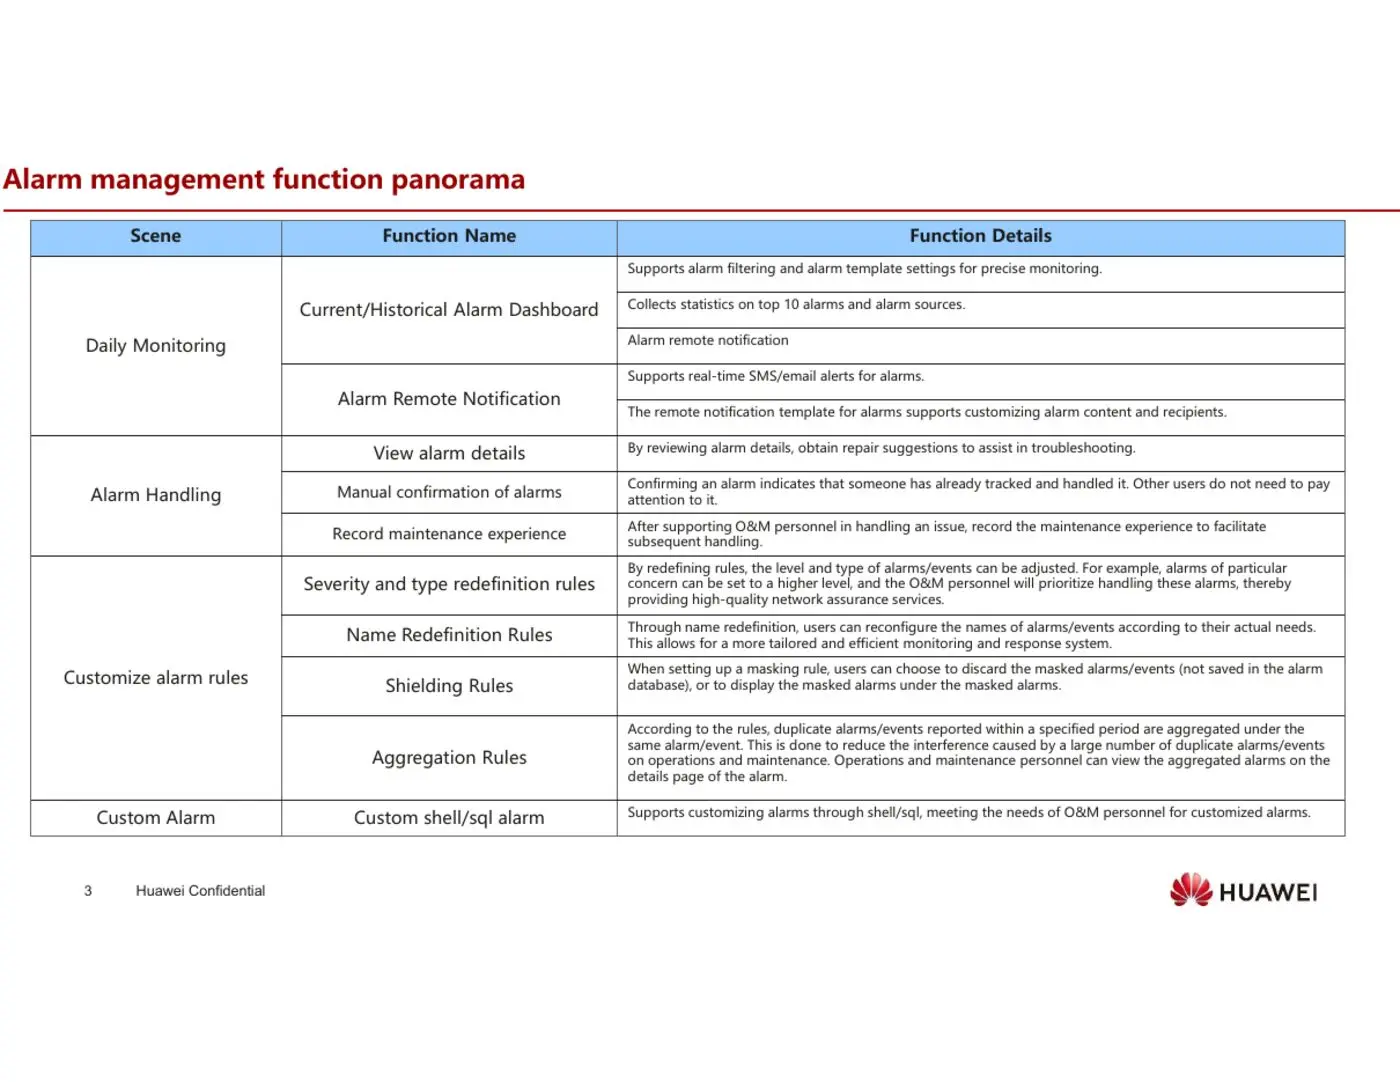 Alarm management function panorama
Scene
Function Name
Function Details
Daily Monitoring
Current/Historical Alarm Dashboard
Supports alarm filtering and alarm template settings for precise monitoring.
Collects statistics on top 10 alarms and alarm sources.
Alarm remote notification
Alarm Remote Notification
Supports real-time SMS/email alerts for alarms.
The remote notification template for alarms supports customizing alarm content and recipients.
Alarm Handling
View alarm details
By reviewing alarm details, obtain repair suggestions to assist in troubleshooting.
Manual confirmation of alarms
Confirming an alarm indicates that someone has already tracked and handled it. Other users do not need to pay
attention to it.
Record maintenance experience
After supporting O&M personnel in handling an issue, record the maintenance experience to facilitate
subsequent handling.
Customize alarm rules
Severity and type redefinition rules
By redefining rules, the level and type of alarms/events can be adjusted. For example, alarms of particular
concern can be set to a higher level, and the O&M personnel will prioritize handling these alarms, thereby
providing high-quality network assurance services.
Name Redefinition Rules
Through name redefinition, users can reconfigure the names of alarms/events according to their actual needs.
This allows for a more tailored and efficient monitoring and response system.
Shielding Rules
When setting up a masking rule, users can choose to discard the masked alarms/events (not saved in the alarm
database), or to display the masked alarms under the masked alarms.
Aggregation Rules
According to the rules, duplicate alarms/events reported within a specified period are aggregated under the
same alarm/event. This is done to reduce the interference caused by a large number of duplicate alarms/events
on operations and maintenance. Operations and maintenance personnel can view the aggregated alarms on the
details page of the alarm.
Custom Alarm
Custom shell/sql alarm
Supports customizing alarms through shell/sql, meeting the needs of O&M personnel for customized alarms.
3
Huawei Confidential
HUAWEI